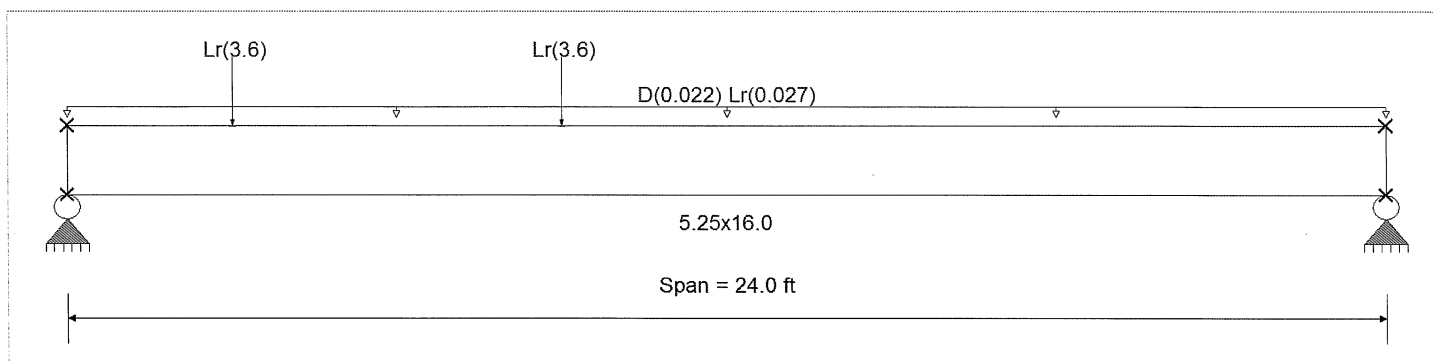 Lr(3.6) Lr(3.6)
D(0.022) Lr(0.027)
5.25x16.0
Span = 24.0 ft